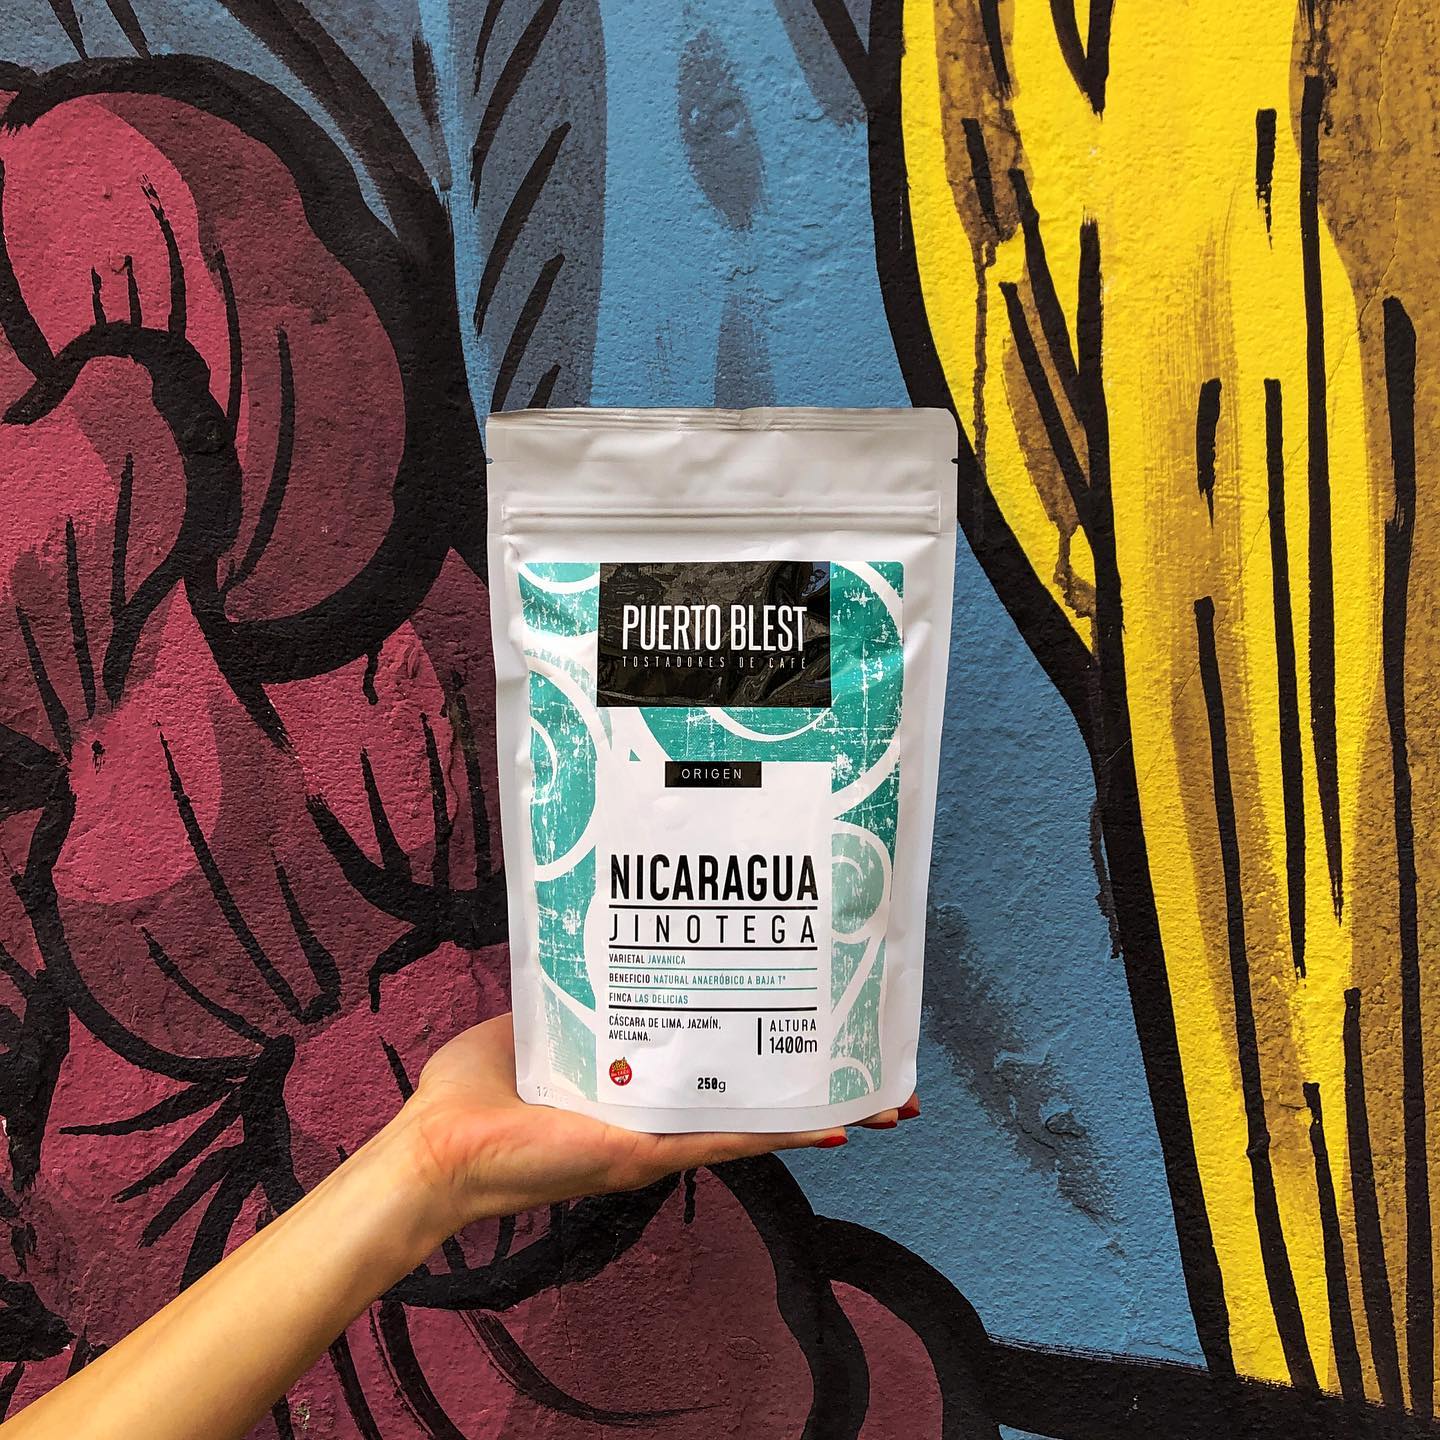 PUERTO BLEST
TOSTADORES DE CAFÉ
ORIGEN
NICARAGUA
JINOTEGA
VARIETAL JAVANICA
BENEFICIO NATURAL ANAERÓBICO A BAJA Tº
FINCA LAS DELICIAS
CÁSCARA DE LIMA, JAZMÍN,
AVELLANA.
ALTURA
1400m
250g